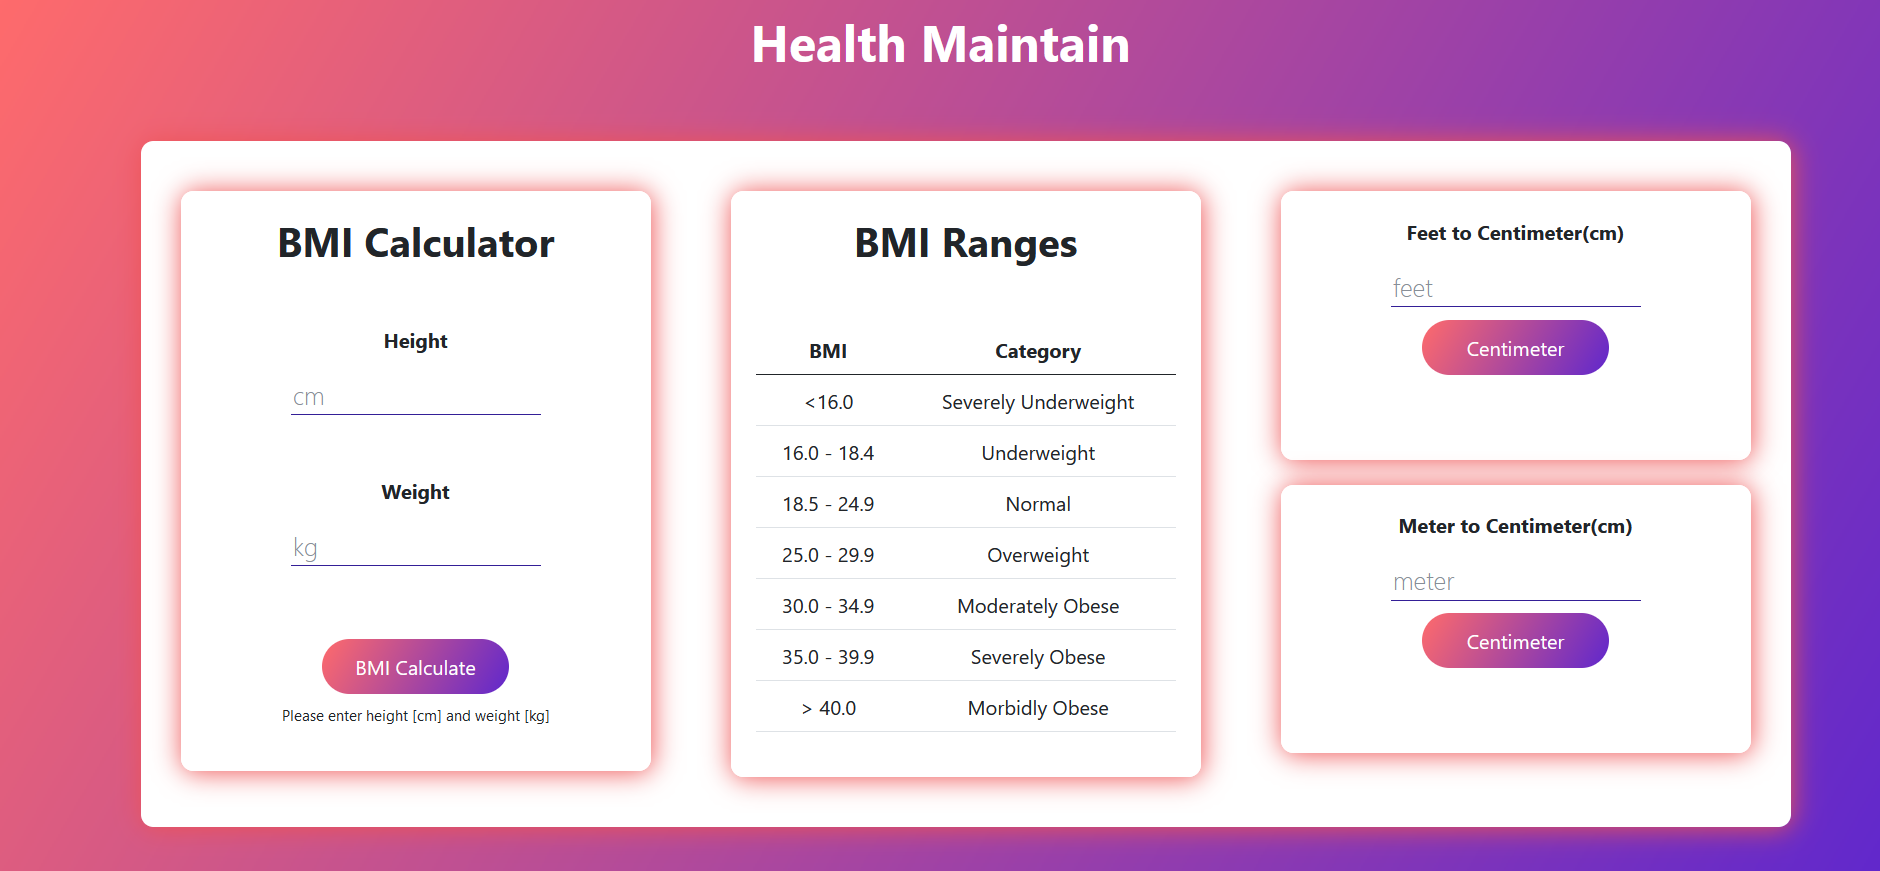 Health Maintain
BMI Calculator
Height
cm
Weight
kg
BMI Calculate
Please enter height [cm] and weight [kg]
BMI Ranges
BMI Category
<16.0 Severely Underweight
16.0 - 18.4 Underweight
18.5 - 24.9 Normal
25.0 - 29.9 Overweight
30.0 - 34.9 Moderately Obese
35.0 - 39.9 Severely Obese
> 40.0 Morbidly Obese
Feet to Centimeter(cm)
feet
Centimeter
Meter to Centimeter(cm)
meter
Centimeter